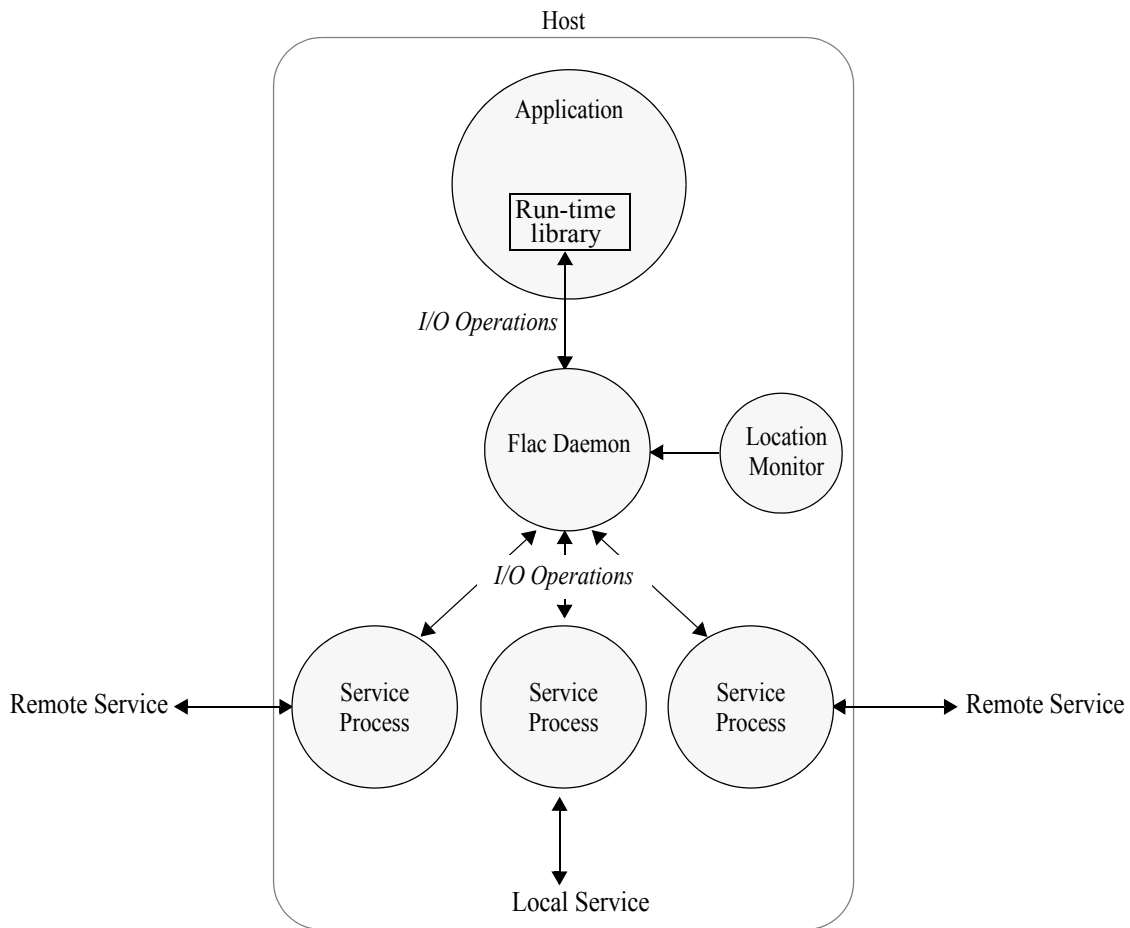 Host
Application
Run-time
library
I/O Operations
Flac Daemon
Location
Monitor
I/O Operations
Service
Process
Service
Process
Service
Process
Remote Service
Remote Service
Local Service